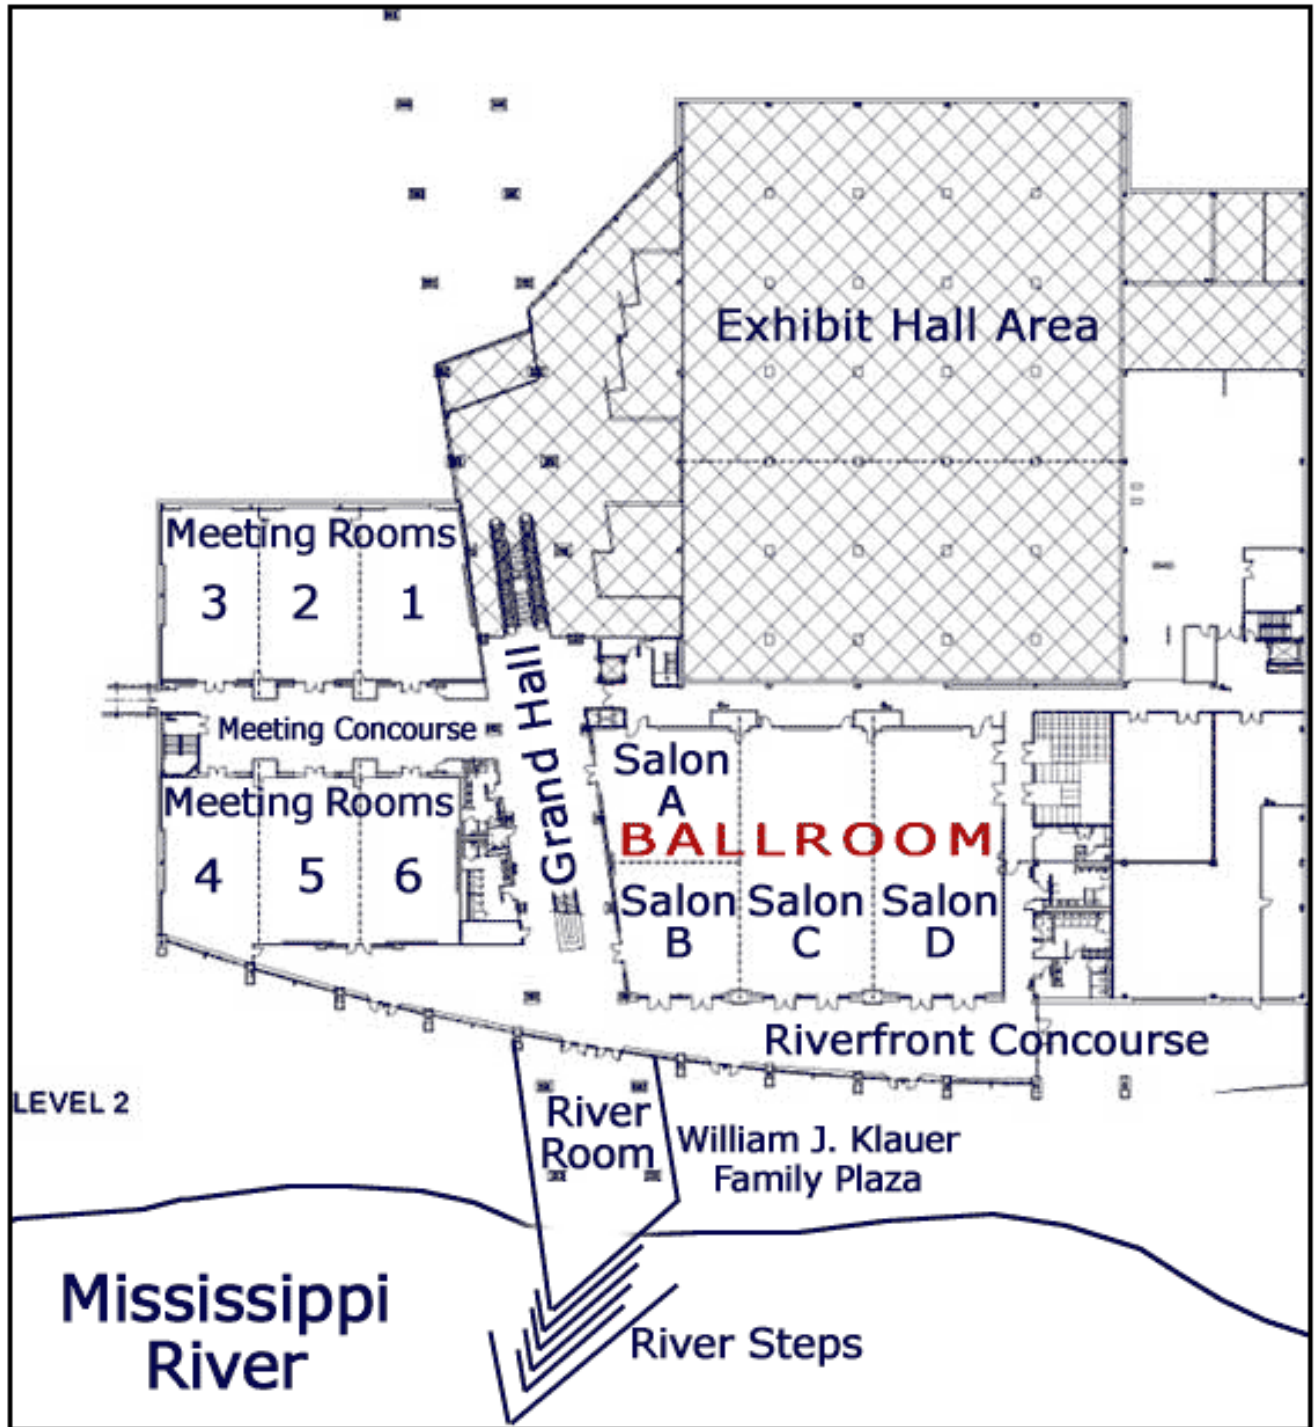 Exhibit Hall Area
Meeting Rooms
3 2 1
Grand Hall
Meeting Concourse
Salon
A
BALLROOM
Meeting Rooms
4 5 6
Salon
B
Salon
C
Salon
D
Riverfront Concourse
LEVEL 2
River
Room
William J. Klauer
Family Plaza
Mississippi
River
River Steps